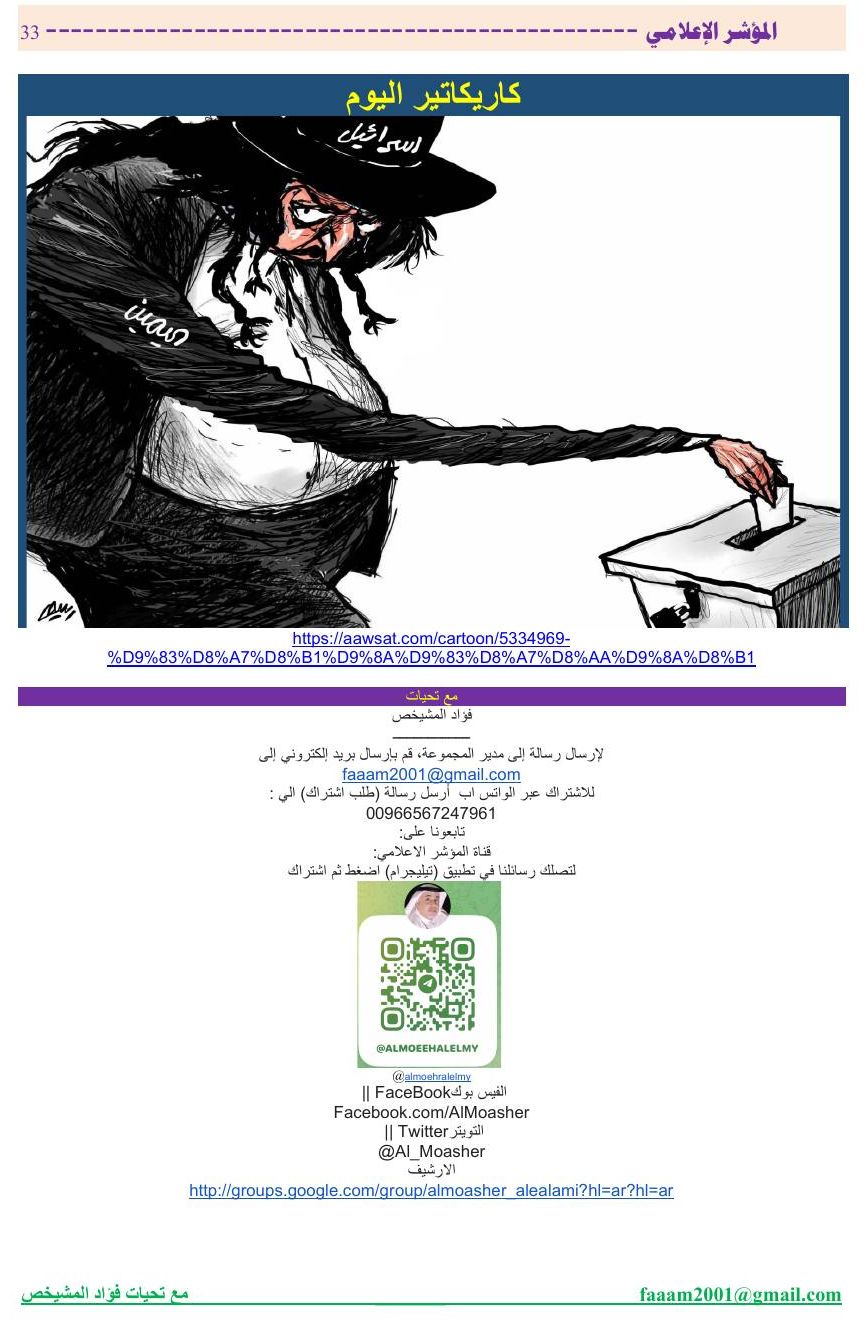 المؤشر الإعلامي ------------------------------------------------ 33
كاريكاتير اليوم
اسرائيل
اليمين
https://aawsat.com/cartoon/5334969-
%D9%83%D8%A7%D8%B1%D9%8A%D9%83%D8%A7%D8%AA%D9%8A%D8%B1
مع تحيات
فؤاد المشيخص
لإرسال رسالة إلى مدير المجموعة، قم بإرسال بريد إلكتروني إلى
faaam2001@gmail.com
للاشتراك عبر الواتس اب أرسل رسالة (طلب اشتراك) الي :
00966567247961
تابعونا على:
قناة المؤشر الاعلامي:
لتصلك رسائلنا في تطبيق (تيليجرام) اضغط ثم اشتراك
@ALMOEEHALELMY
@almoehralelmy
الفيس بوكFaceBook ||
Facebook.com/AlMoasher
التويترTwitter ||
@Al_Moasher
الارشيف
http://groups.google.com/group/almoasher_alealami?hl=ar?hl=ar
faaam2001@gmail.com مع تحيات فؤاد المشيخص